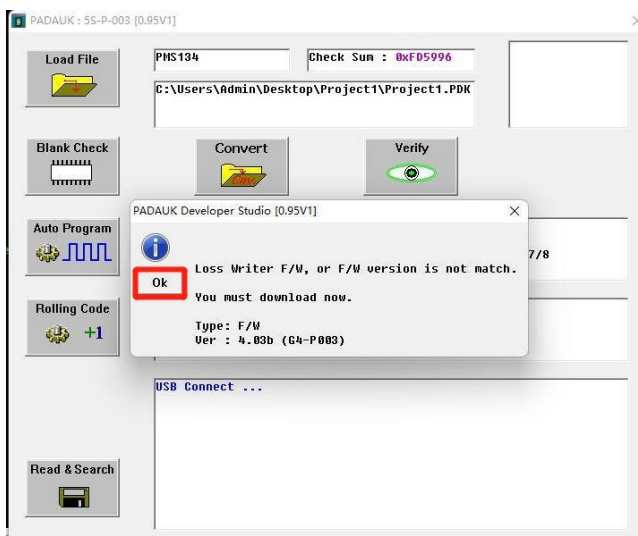 PADAUK : 5S-P-003 [0.95V1]
Load File
PMS134
Check Sum : 0xFD5996
C:\Users\Admin\Desktop\Project1\Project1.PDK
Blank Check
Convert
Verify
Auto Program
PADAUK Developer Studio [0.95V1]
7/8
Loss Writer F/W, or F/W version is not match.
Ok
You must download now.
Type: F/W
Ver : 4.03b (G4-P003)
Rolling Code
+1
USB Connect ...
Read & Search